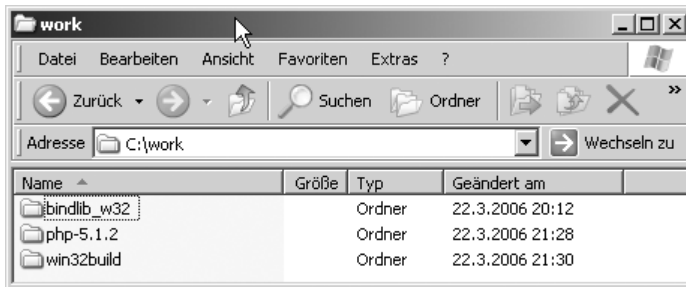 work
Datei Bearbeiten Ansicht Favoriten Extras ?
Zurück Suchen Ordner »
Adresse C:\work Wechseln zu
Name Größe Typ Geändert am
bindlib_w32 Ordner 22.3.2006 20:12
php-5.1.2 Ordner 22.3.2006 21:28
win32build Ordner 22.3.2006 21:30